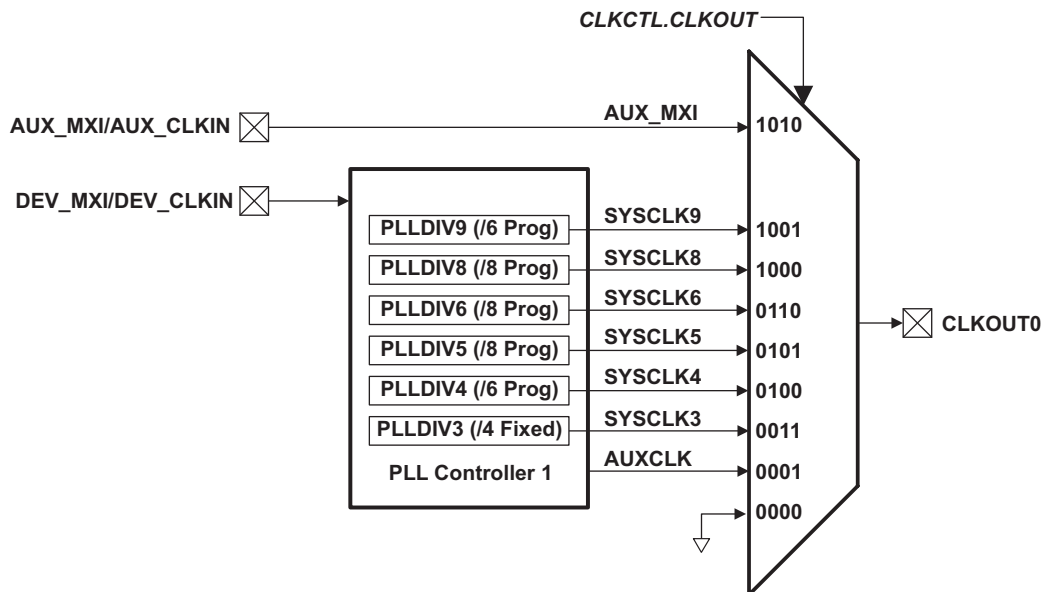 CLKCTL.CLKOUT
AUX_MXI/AUX_CLKIN
AUX_MXI
1010
DEV_MXI/DEV_CLKIN
PLLDIV9 (/6 Prog)
SYSCLK9
1001
PLLDIV8 (/8 Prog)
SYSCLK8
1000
PLLDIV6 (/8 Prog)
SYSCLK6
0110
CLKOUT0
PLLDIV5 (/8 Prog)
SYSCLK5
0101
PLLDIV4 (/6 Prog)
SYSCLK4
0100
PLLDIV3 (/4 Fixed)
SYSCLK3
0011
PLL Controller 1
AUXCLK
0001
0000